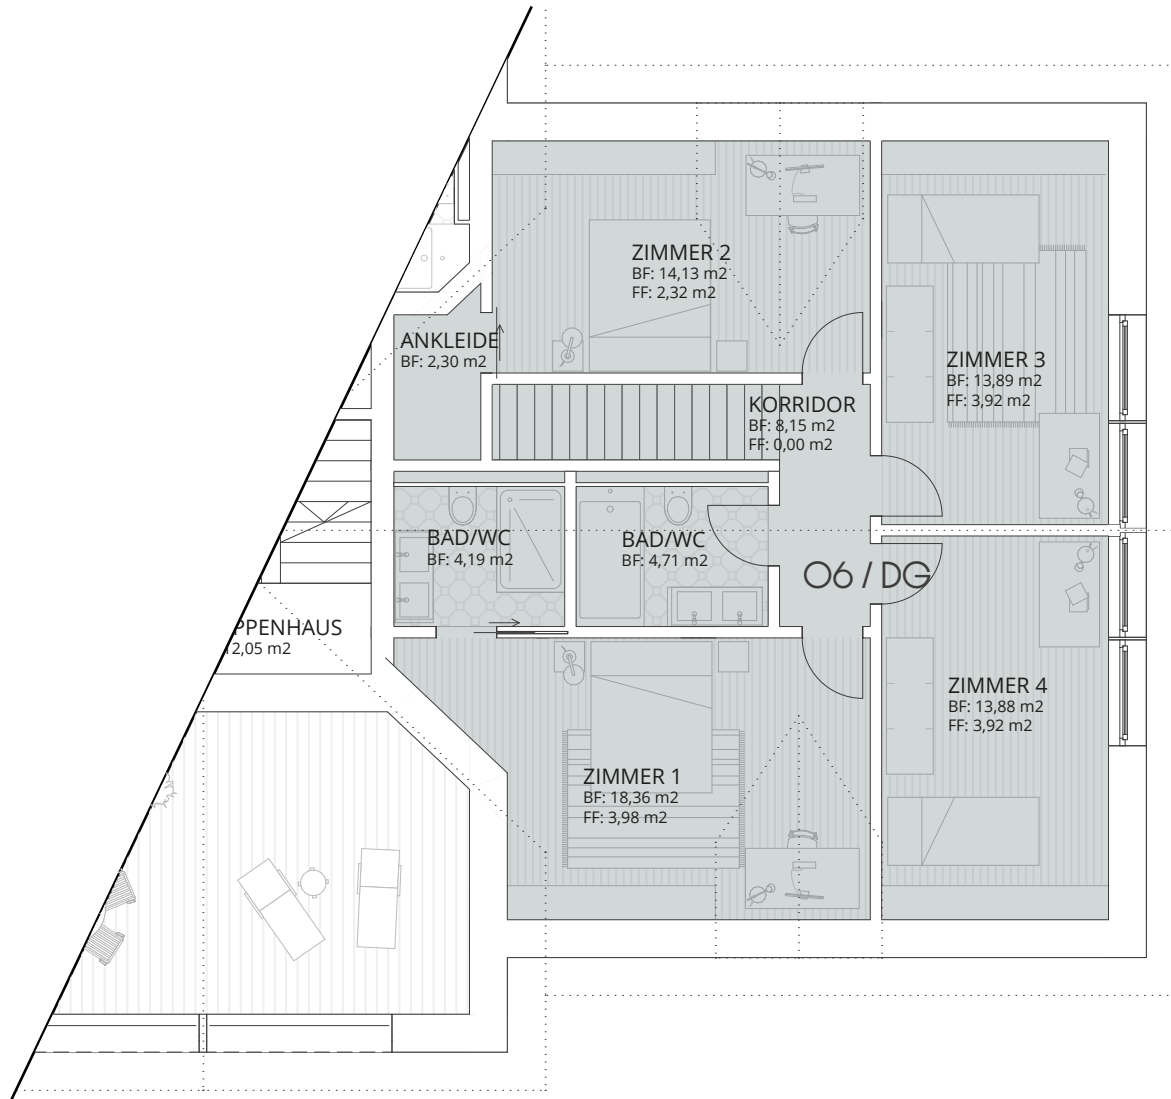 ZIMMER 2
BF: 14,13 m2
FF: 2,32 m2
ANKLEIDE
BF: 2,30 m2
ZIMMER 3
BF: 13,89 m2
FF: 3,92 m2
KORRIDOR
BF: 8,15 m2
FF: 0,00 m2
BAD/WC
BF: 4,19 m2
BAD/WC
BF: 4,71 m2
06 / DG
PPENHAUS
12,05 m2
ZIMMER 4
BF: 13,88 m2
FF: 3,92 m2
ZIMMER 1
BF: 18,36 m2
FF: 3,98 m2